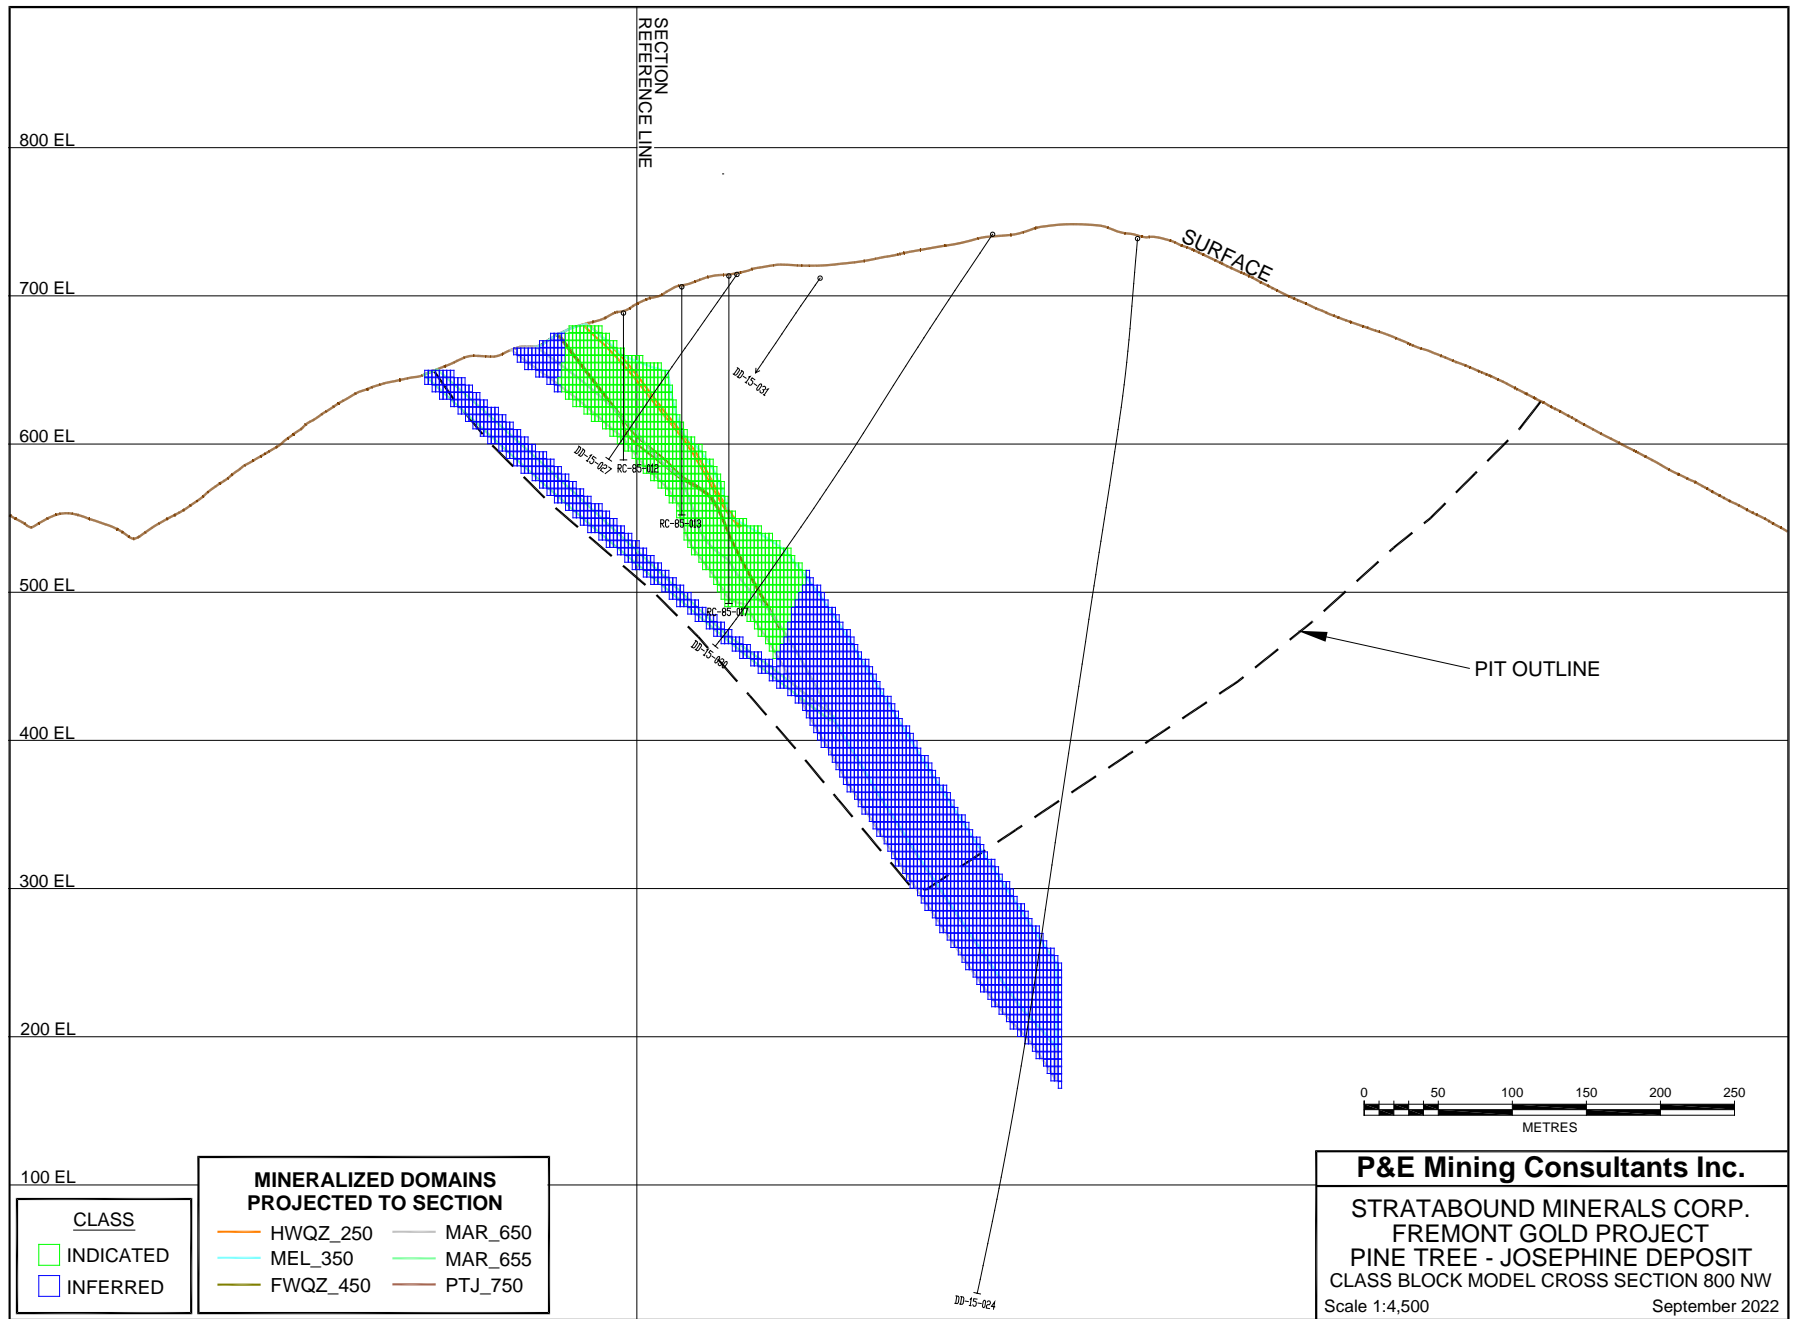 SECTION
REFERENCE LINE
800 EL
SURFACE
700 EL
DD-15-031
600 EL
DD-15-027
RC-85-012
RC-85-013
500 EL
RC-85-017
DD-15-030
PIT OUTLINE
400 EL
300 EL
200 EL
0 50 100 150 200 250
METRES
100 EL
CLASS
INDICATED
INFERRED
MINERALIZED DOMAINS
PROJECTED TO SECTION
HWQZ_250 MAR_650
MEL_350 MAR_655
FWQZ_450 PTJ_750
DD-15-024
P&E Mining Consultants Inc.
STRATABOUND MINERALS CORP.
FREMONT GOLD PROJECT
PINE TREE - JOSEPHINE DEPOSIT
CLASS BLOCK MODEL CROSS SECTION 800 NW
Scale 1:4,500 September 2022